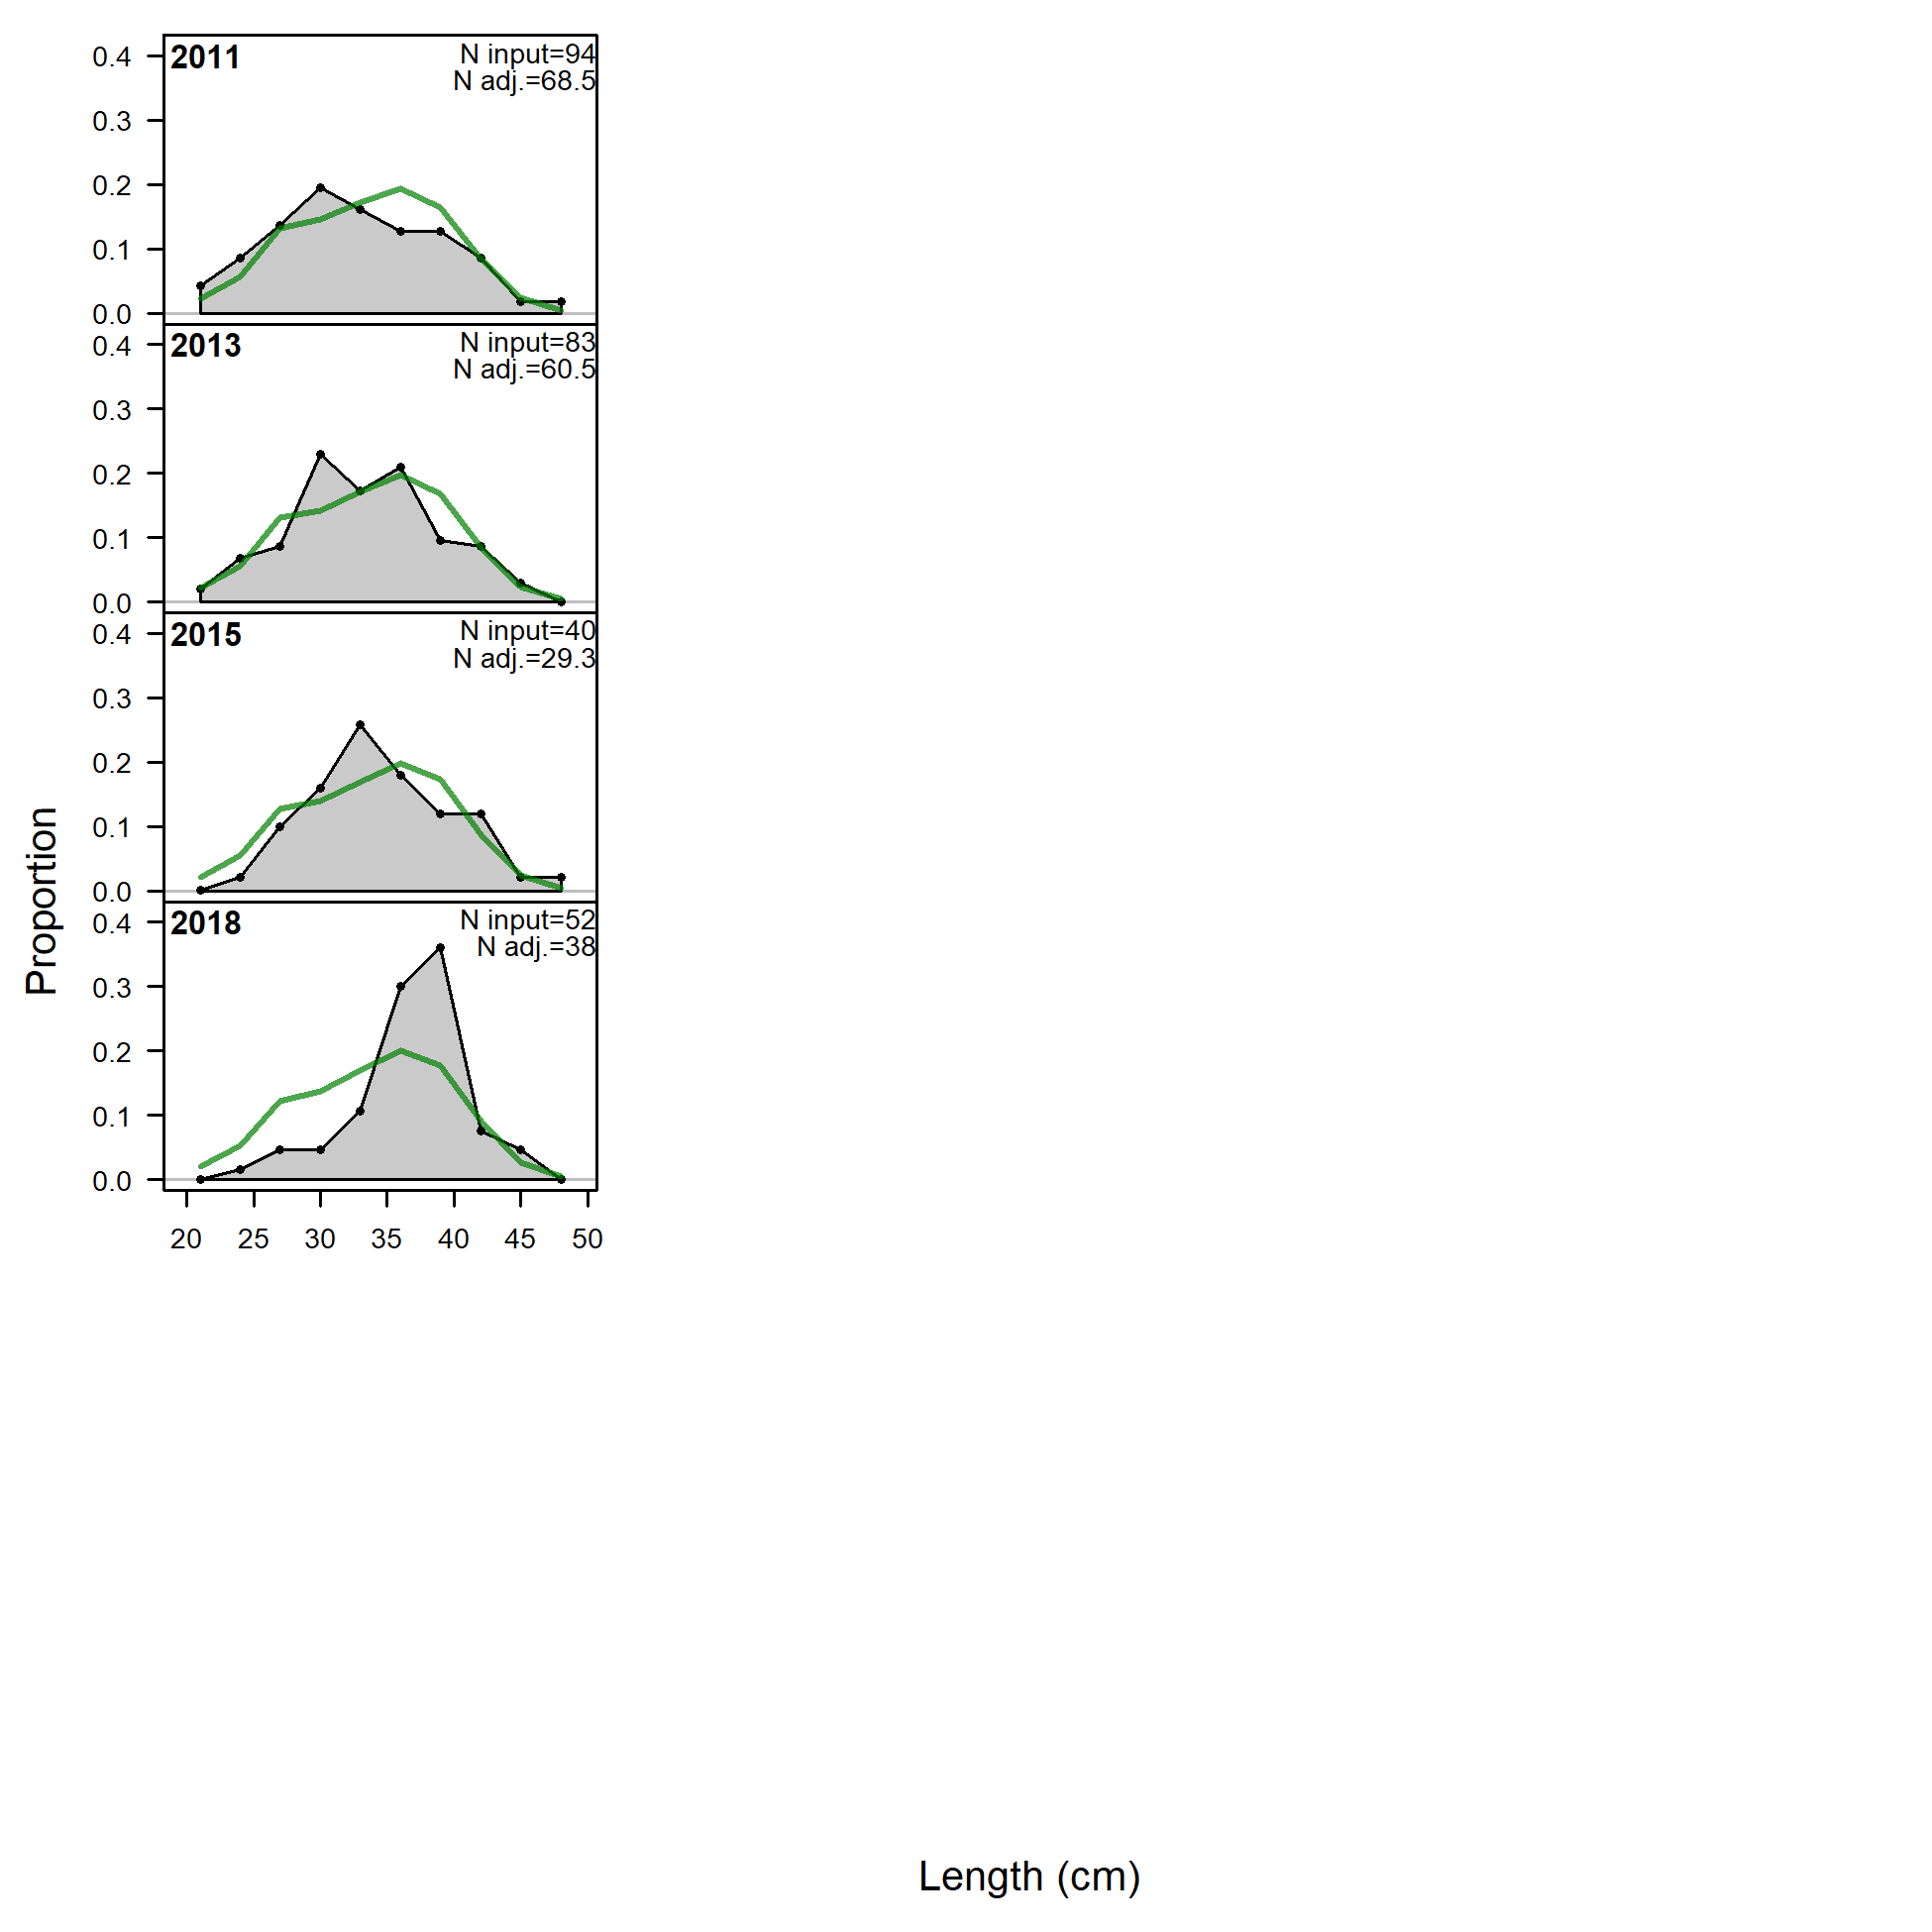 2011
N input=94
N adj.=68.5
0.4
0.3
0.2
0.1
0.0
2013
N input=83
N adj.=60.5
0.4
0.3
0.2
0.1
0.0
2015
N input=40
N adj.=29.3
0.4
0.3
0.2
0.1
0.0
2018
N input=52
N adj.=38
0.4
0.3
0.2
0.1
0.0
20 25 30 35 40 45 50
Proportion
Length (cm)